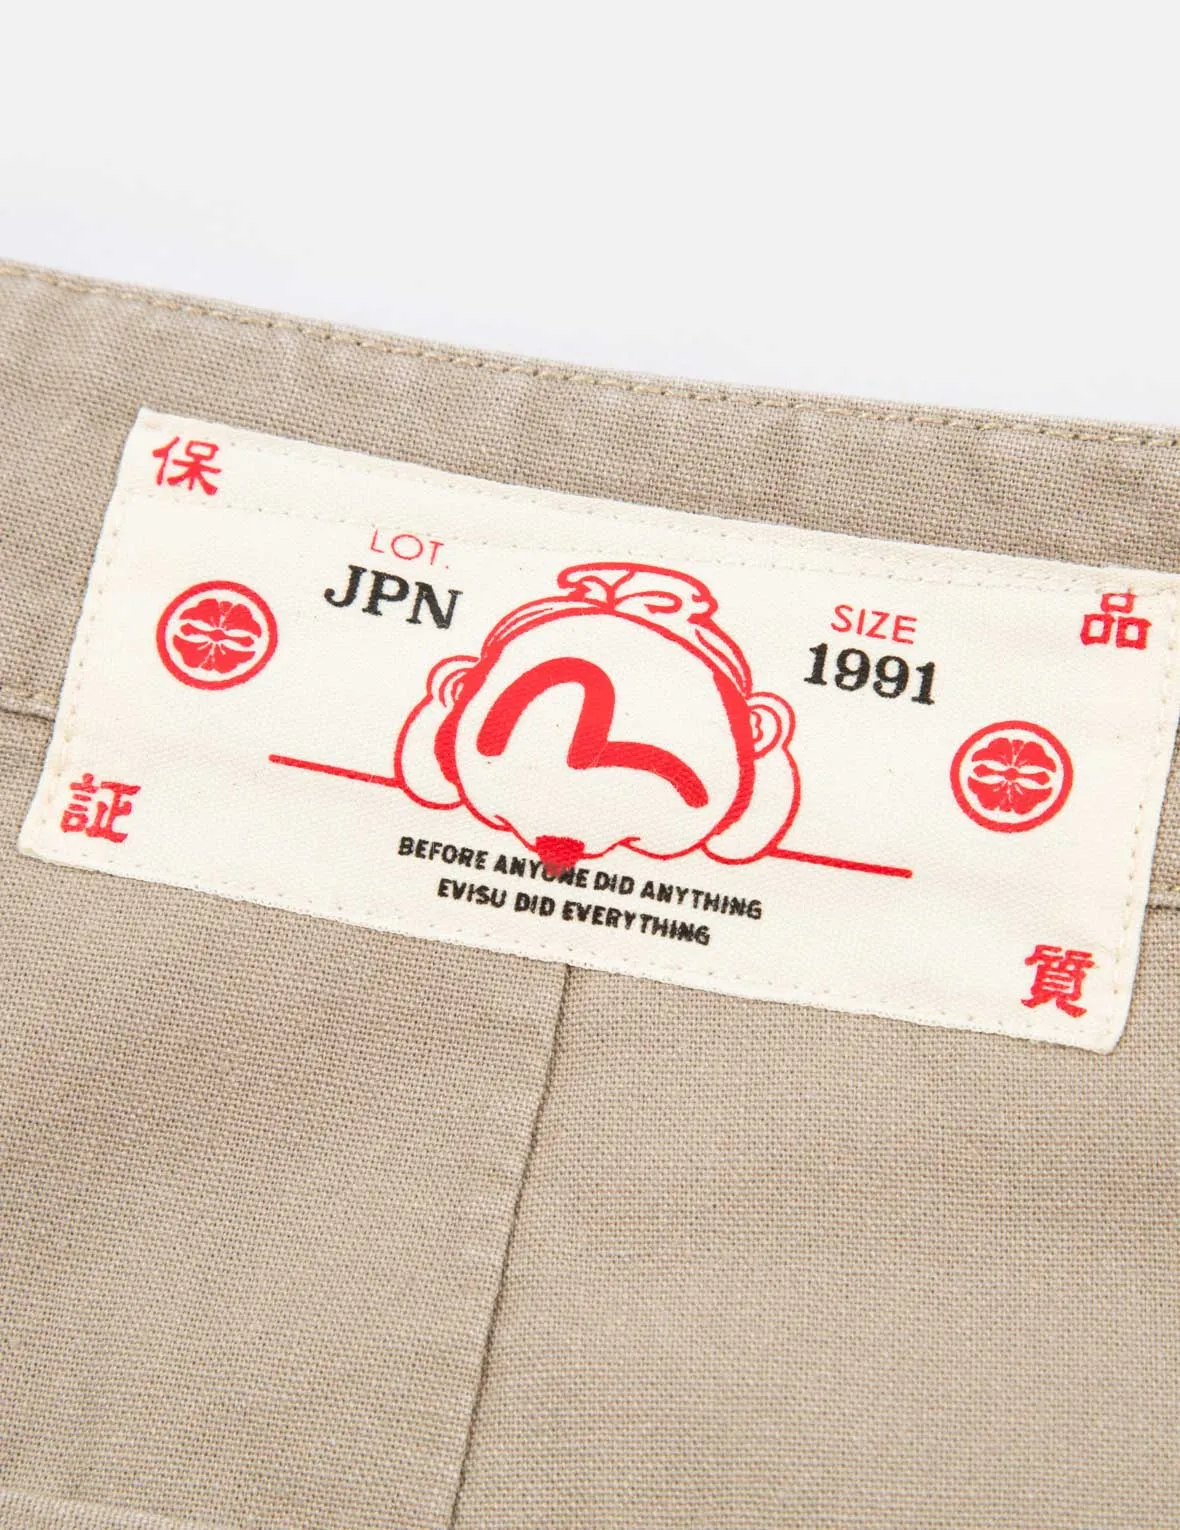 保
品
LOT.
JPN
SIZE
1991
証
質
BEFORE ANYONE DID ANYTHING
EVISU DID EVERYTHING